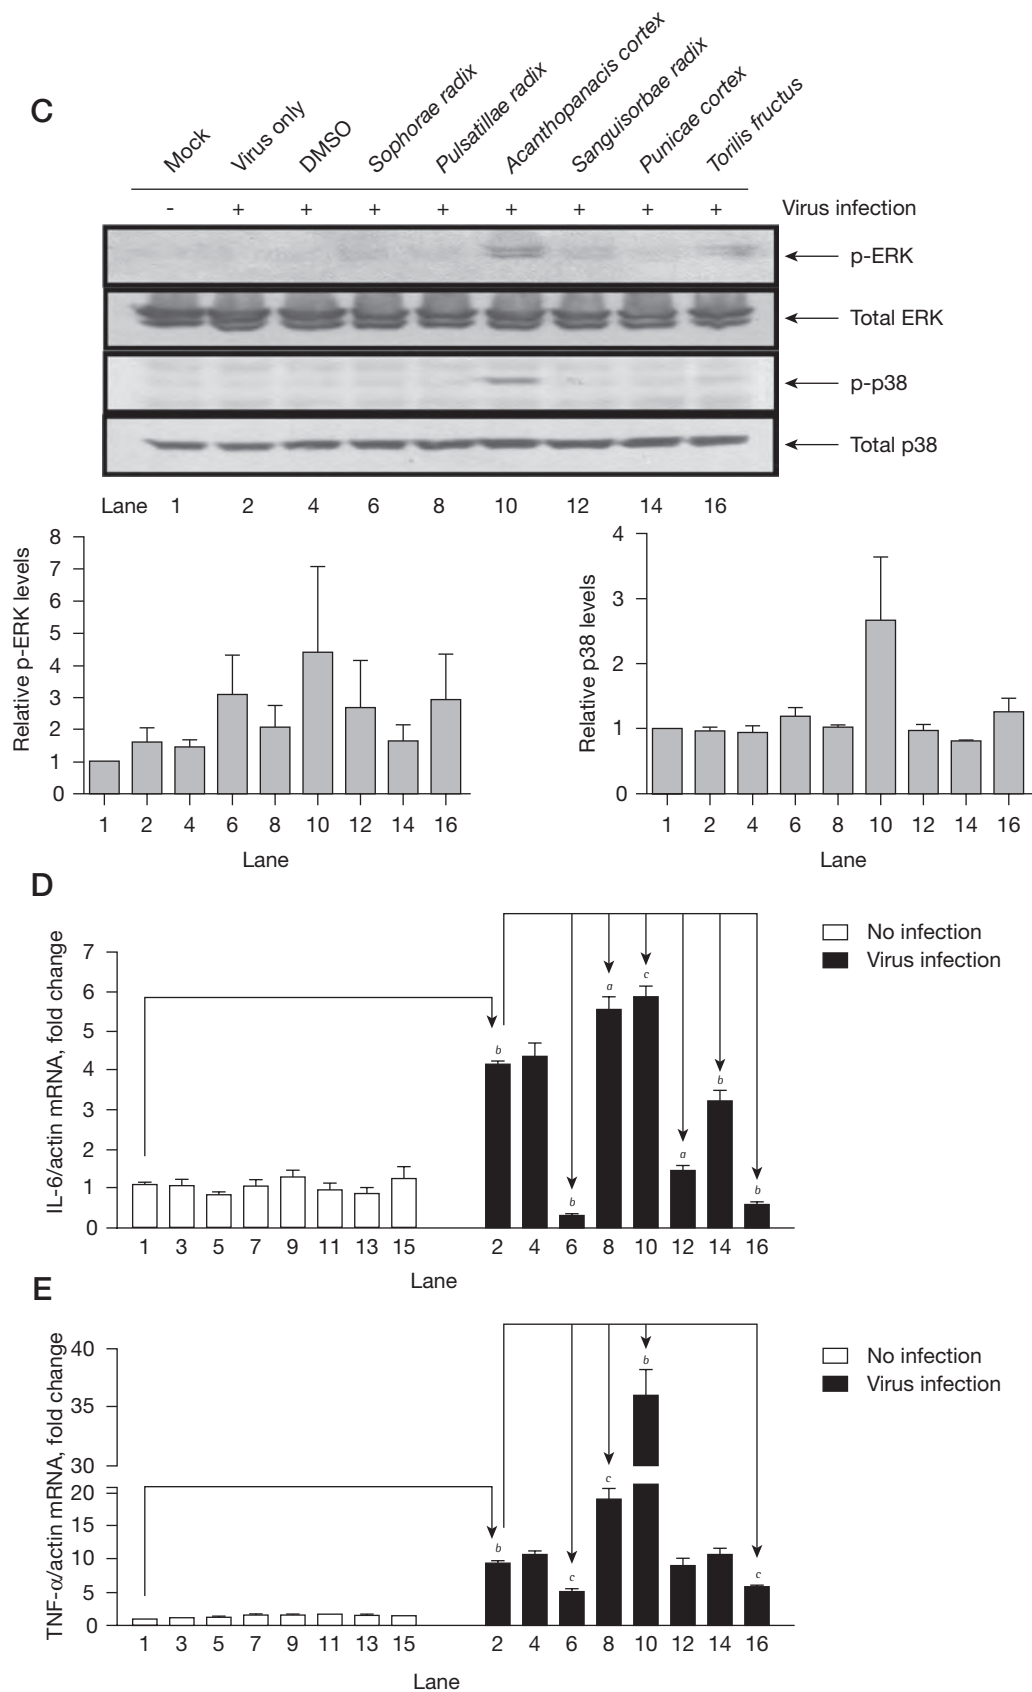 C
Mock
Virus only
DMSO
Sophorae radix
Pulsatillae radix
Acanthopanacis cortex
Sanguisorbae radix
Punicae cortex
Torilis fructus
- + + + + + + + + Virus infection
p-ERK
Total ERK
p-p38
Total p38
Lane 1 2 4 6 8 10 12 14 16
Relative p-ERK levels
8
7
6
5
4
3
2
1
0
1 2 4 6 8 10 12 14 16
Lane
Relative p38 levels
4
3
2
1
0
1 2 4 6 8 10 12 14 16
Lane
D
IL-6/actin mRNA, fold change
7
6
5
4
3
2
1
0
b
b
a
c
a
b
b
No infection
Virus infection
1 3 5 7 9 11 13 15 2 4 6 8 10 12 14 16
Lane
E
TNF-α/actin mRNA, fold change
40
35
30
20
15
10
5
0
b
c
c
b
c
No infection
Virus infection
1 3 5 7 9 11 13 15 2 4 6 8 10 12 14 16
Lane